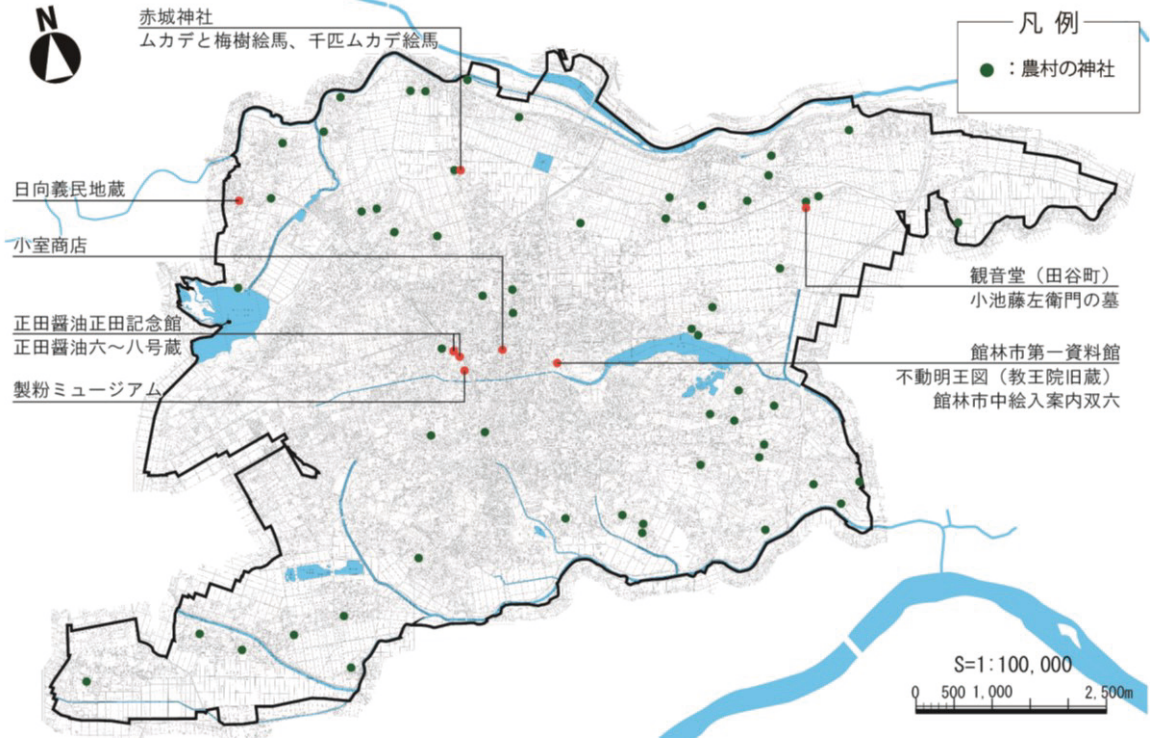 N
赤城神社
ムカデと梅樹絵馬、千匹ムカデ絵馬
凡 例
：農村の神社
日向義民地蔵
小室商店
正田醤油正田記念館
正田醤油六～八号蔵
製粉ミュージアム
観音堂（田谷町）
小池藤左衛門の墓
館林市第一資料館
不動明王図（教王院旧蔵）
館林市中絵入案内双六
S=1:100,000
0 500 1,000 2,500m